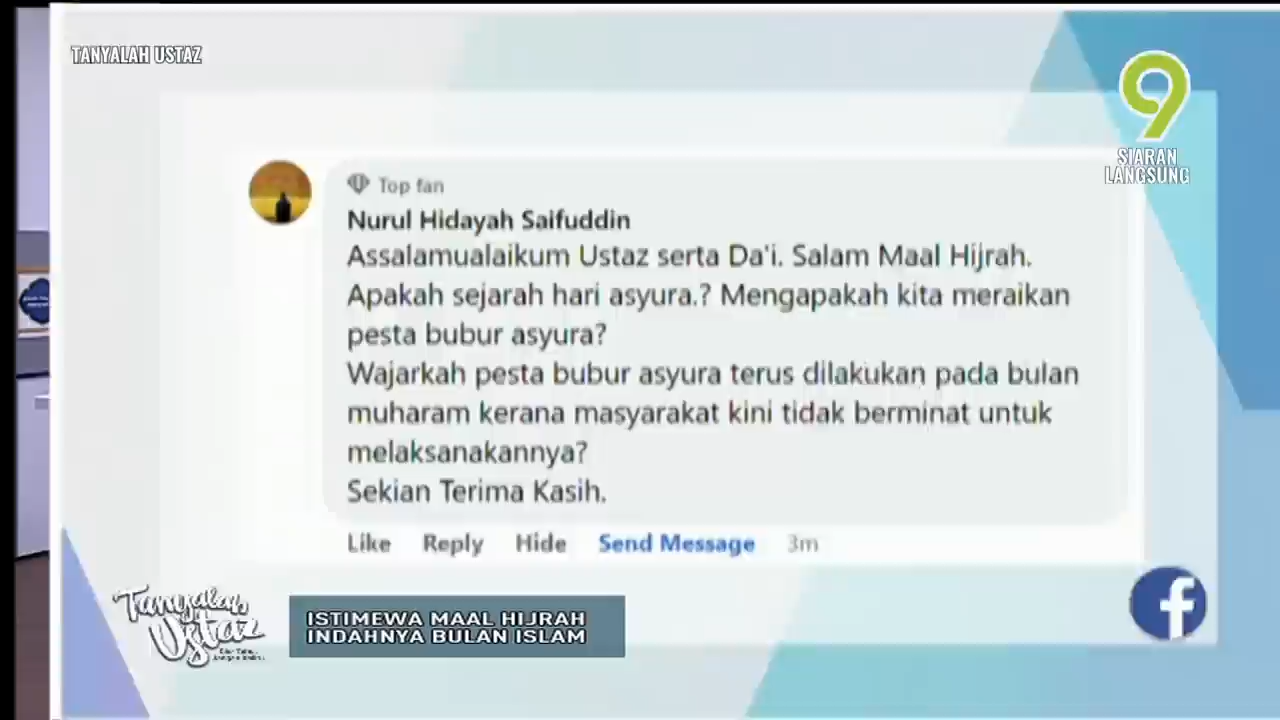 TANYALAH USTAZ
9
SIARAN
LANGSUNG
Top fan
Nurul Hidayah Saifuddin
Assalamualaikum Ustaz serta Da'i. Salam Maal Hijrah.
Apakah sejarah hari asyura.? Mengapakah kita meraikan
pesta bubur asyura?
Wajarkah pesta bubur asyura terus dilakukan pada bulan
muharam kerana masyarakat kini tidak berminat untuk
melaksanakannya?
Sekian Terima Kasih.
Like Reply Hide Send Message 3m
Tanyalah
Ustaz
ISTIMEWA MAAL HIJRAH
INDAHNYA BULAN ISLAM
f